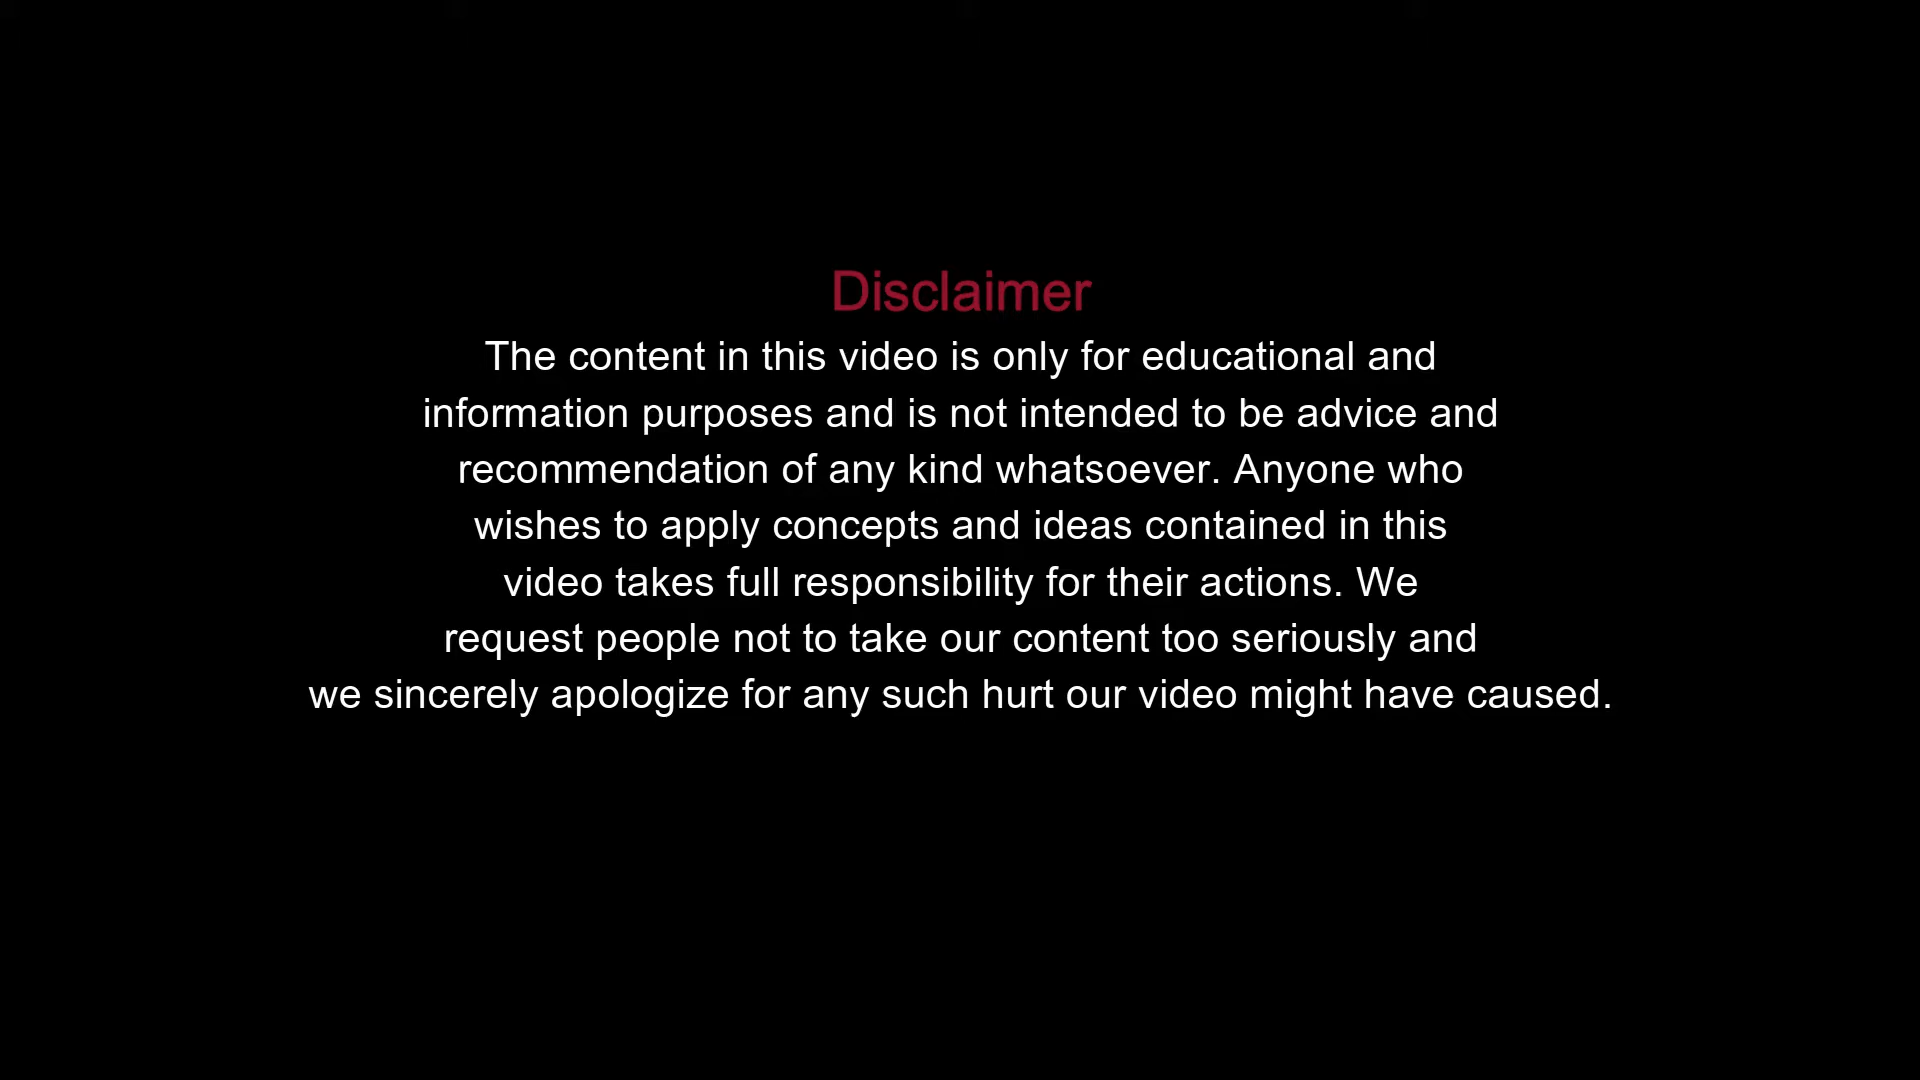 Disclaimer
The content in this video is only for educational and
information purposes and is not intended to be advice and
recommendation of any kind whatsoever. Anyone who
wishes to apply concepts and ideas contained in this
video takes full responsibility for their actions. We
request people not to take our content too seriously and
we sincerely apologize for any such hurt our video might have caused.